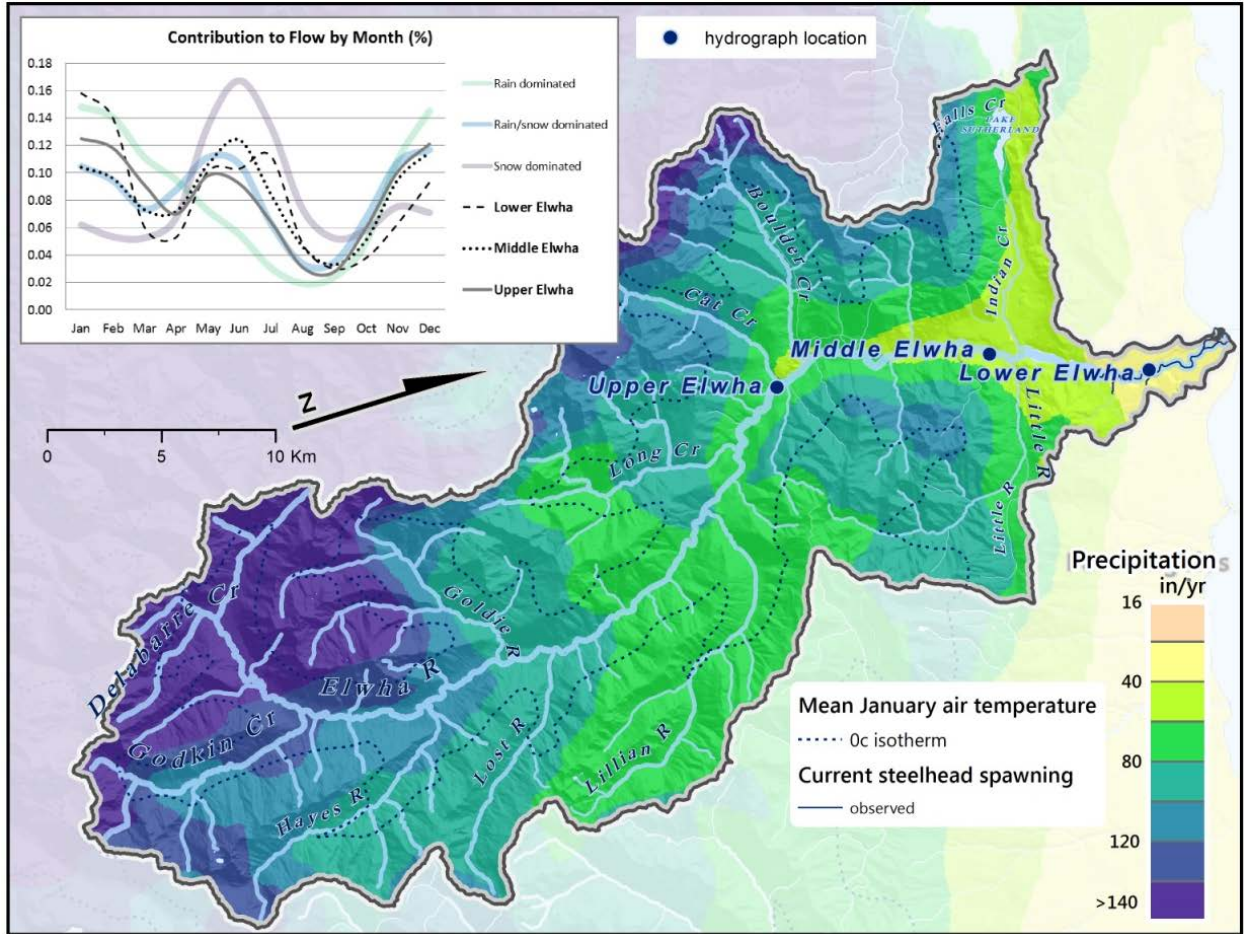 Contribution to Flow by Month (%)
0.18
0.16
0.14
0.12
0.10
0.08
0.06
0.04
0.02
0.00
Jan Feb Mar Apr May Jun Jul Aug Sep Oct Nov Dec
Rain dominated
Rain/snow dominated
Snow dominated
Lower Elwha
Middle Elwha
Upper Elwha
hydrograph location
Falls Cr
LAKE
SUTHERLAND
Boulder Cr
Indian Cr
Cat Cr
Middle Elwha
Upper Elwha
Lower Elwha
Little R
Little R
N
0 5 10 Km
Long Cr
Goldie R
Delabarre Cr
Elwha R
Godkin Cr
Hayes R
Lost R
Lillian R
Mean January air temperature
0c isotherm
Current steelhead spawning
observed
Precipitation
in/yr
16
40
80
120
>140